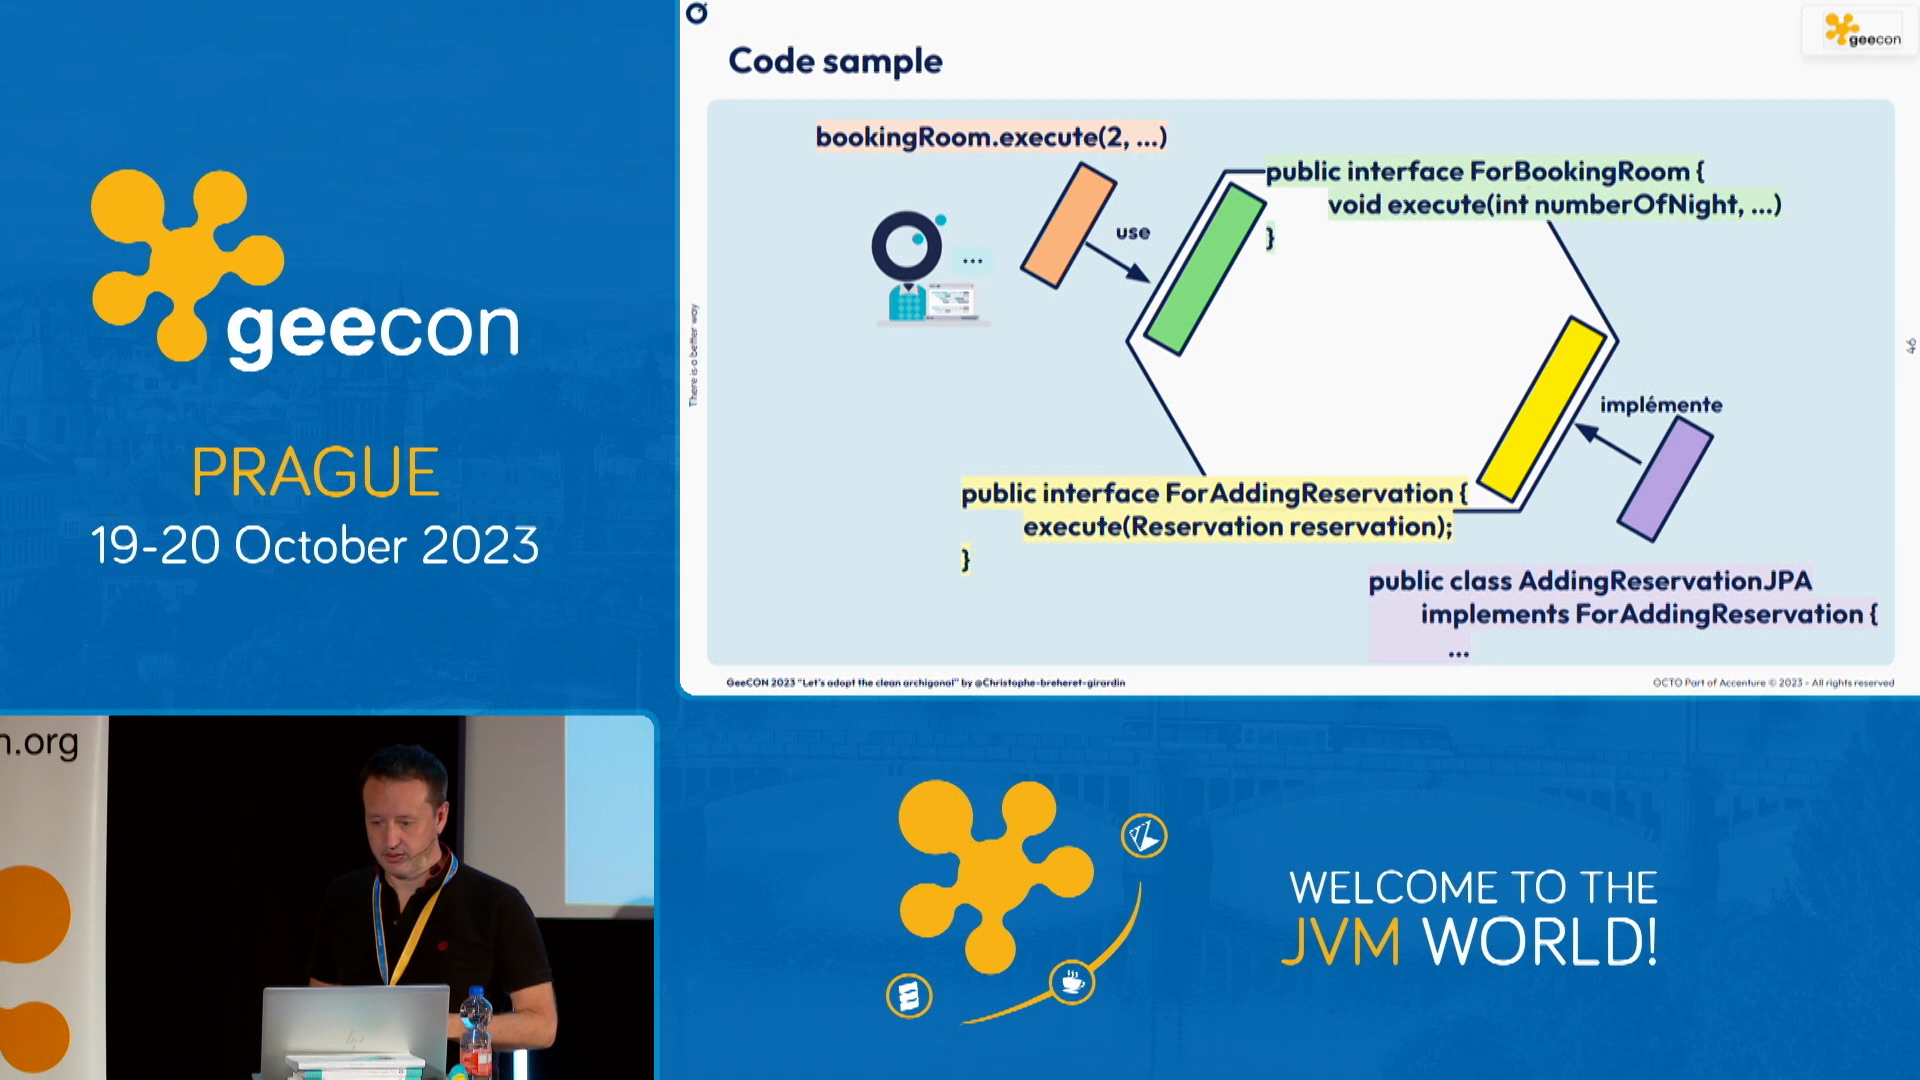 geecon
PRAGUE
19-20 October 2023
Code sample
geecon
bookingRoom.execute(2, ...)
use
...
public interface ForBookingRoom {
void execute(int numberOfNight, ...)
}
There is a better way
46
implémente
public interface ForAddingReservation {
execute(Reservation reservation);
}
public class AddingReservationJPA
implements ForAddingReservation {
...
GeeCON 2023 "Let's adopt the clean archigonal" by @Christophe-breheret-girardin
OCTO Part of Accenture © 2023 - All rights reserved
n.org
WELCOME TO THE
JVM WORLD!